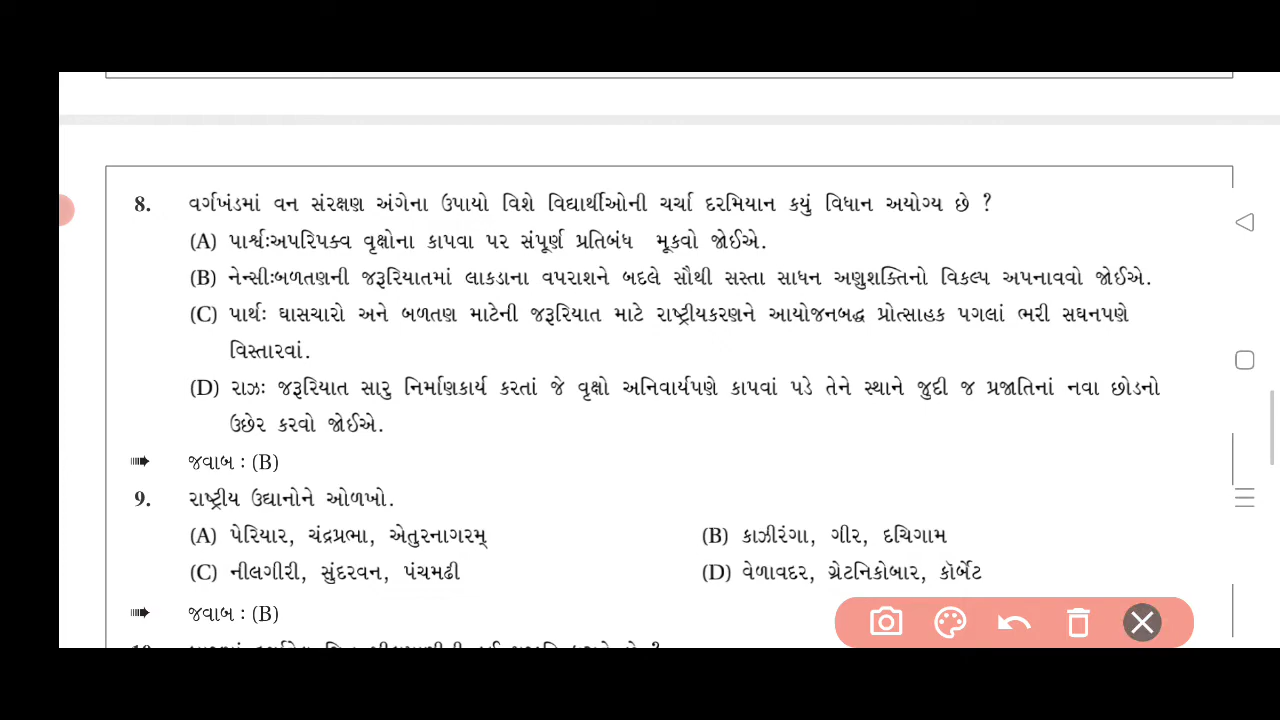 8. વર્ગખંડમાં વન સંરક્ષણ અંગેના ઉપાયો વિશે વિદ્યાર્થીઓની ચર્ચા દરમિયાન કયું વિધાન અયોગ્ય છે ?
(A) પાર્શ્વઃઅપરિપક્વ વૃક્ષોના કાપવા પર સંપૂર્ણ પ્રતિબંધ મૂકવો જોઈએ.
(B) નેન્સીઃબળતણની જરૂરિયાતમાં લાકડાના વપરાશને બદલે સૌથી સસ્તા સાધન અણુશક્તિનો વિકલ્પ અપનાવવો જોઈએ.
(C) પાર્થઃ ઘાસચારો અને બળતણ માટેની જરૂરિયાત માટે રાષ્ટ્રીયકરણને આયોજનબદ્ધ પ્રોત્સાહક પગલાં ભરી સઘનપણે
વિસ્તારવાં.
(D) રાઝઃ જરૂરિયાત સારુ નિર્માણકાર્ય કરતાં જે વૃક્ષો અનિવાર્યપણે કાપવાં પડે તેને સ્થાને જુદી જ પ્રજાતિનાં નવા છોડનો
ઉછેર કરવો જોઈએ.
જવાબ : (B)
9. રાષ્ટ્રીય ઉદ્યાનોને ઓળખો.
(A) પેરિયાર, ચંદ્રપ્રભા, એતુરનાગરમ્ (B) કાઝીરંગા, ગીર, દચિગામ
(C) નીલગીરી, સુંદરવન, પંચમઢી (D) વેળાવદર, ગ્રેટનિકોબાર, કૉર્બેટ
જવાબ : (B)